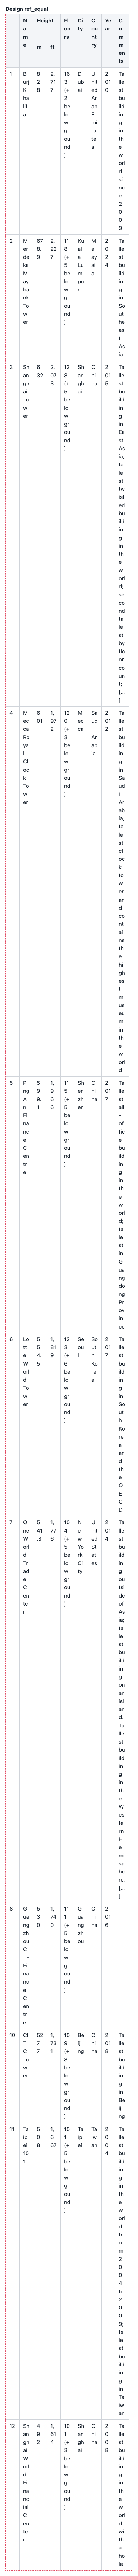 Design ref_equal
Name Height Floors City Country Year Comments
m ft
1 Burj Khalifa 828 2,717 163 (+ 2 below ground) Dubai United Arab Emirates 2010 Tallest building in the world since 2009
2 Merdeka Maybank Tower 678.9 2,227 118 (+ 5 below ground) Kuala Lumpur Malaysia 2024 Tallest building in Southeast Asia
3 Shanghai Tower 632 2,073 128 (+ 5 below ground) Shanghai China 2015 Tallest building in East Asia, tallest twisted building in the world; second tallest by floor count; [...]
4 Mecca Royal Clock Tower 601 1,972 120 (+ 3 below ground) Mecca Saudi Arabia 2012 Tallest building in Saudi Arabia, tallest clock tower and contains the highest museum in the world
5 Ping An Finance Centre 599.1 1,966 115 (+ 5 below ground) Shenzhen China 2017 Tallest all-office building in the world; tallest in Guangdong Province
6 Lotte World Tower 554.5 1,819 123 (+ 6 below ground) Seoul South Korea 2017 Tallest building in South Korea and the OECD
7 One World Trade Center 541.3 1,776 104 (+ 5 below ground) New York City United States 2014 Tallest building outside of Asia; tallest building on an island. Tallest building in the Western Hemisphere, [...]
8 Guangzhou CTF Finance Centre 530 1,740 111 (+ 5 below ground) Guangzhou China 2016
10 CITIC Tower 527.7 1,731 109 (+ 8 below ground) Beijing China 2018 Tallest building in Beijing
11 Taipei 101 508 1,667 101 (+ 5 below ground) Taipei Taiwan 2004 Tallest building in the world from 2004 to 2009; tallest building in Taiwan
12 Shanghai World Financial Center 492 1,614 101 (+ 3 below ground) Shanghai China 2008 Tallest building in the world with a hole